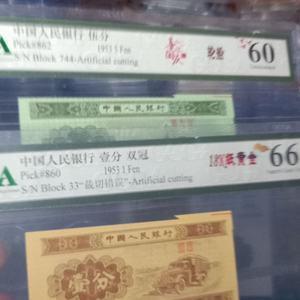 中国人民银行 伍分
Pick#862 1953 5 Fen
S/N Block 744-Artificial cutting
60
中国人民银行
中国人民银行 壹分 双冠
Pick#860 1953 1 Fen
S/N Block 33"裁切错误"-Artificial cutting
66
中國人民銀行
壹分